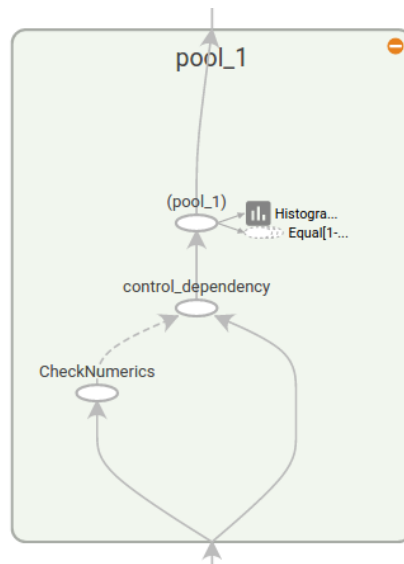 pool_1
(pool_1)
Histogra...
Equal[1-...
control_dependency
CheckNumerics